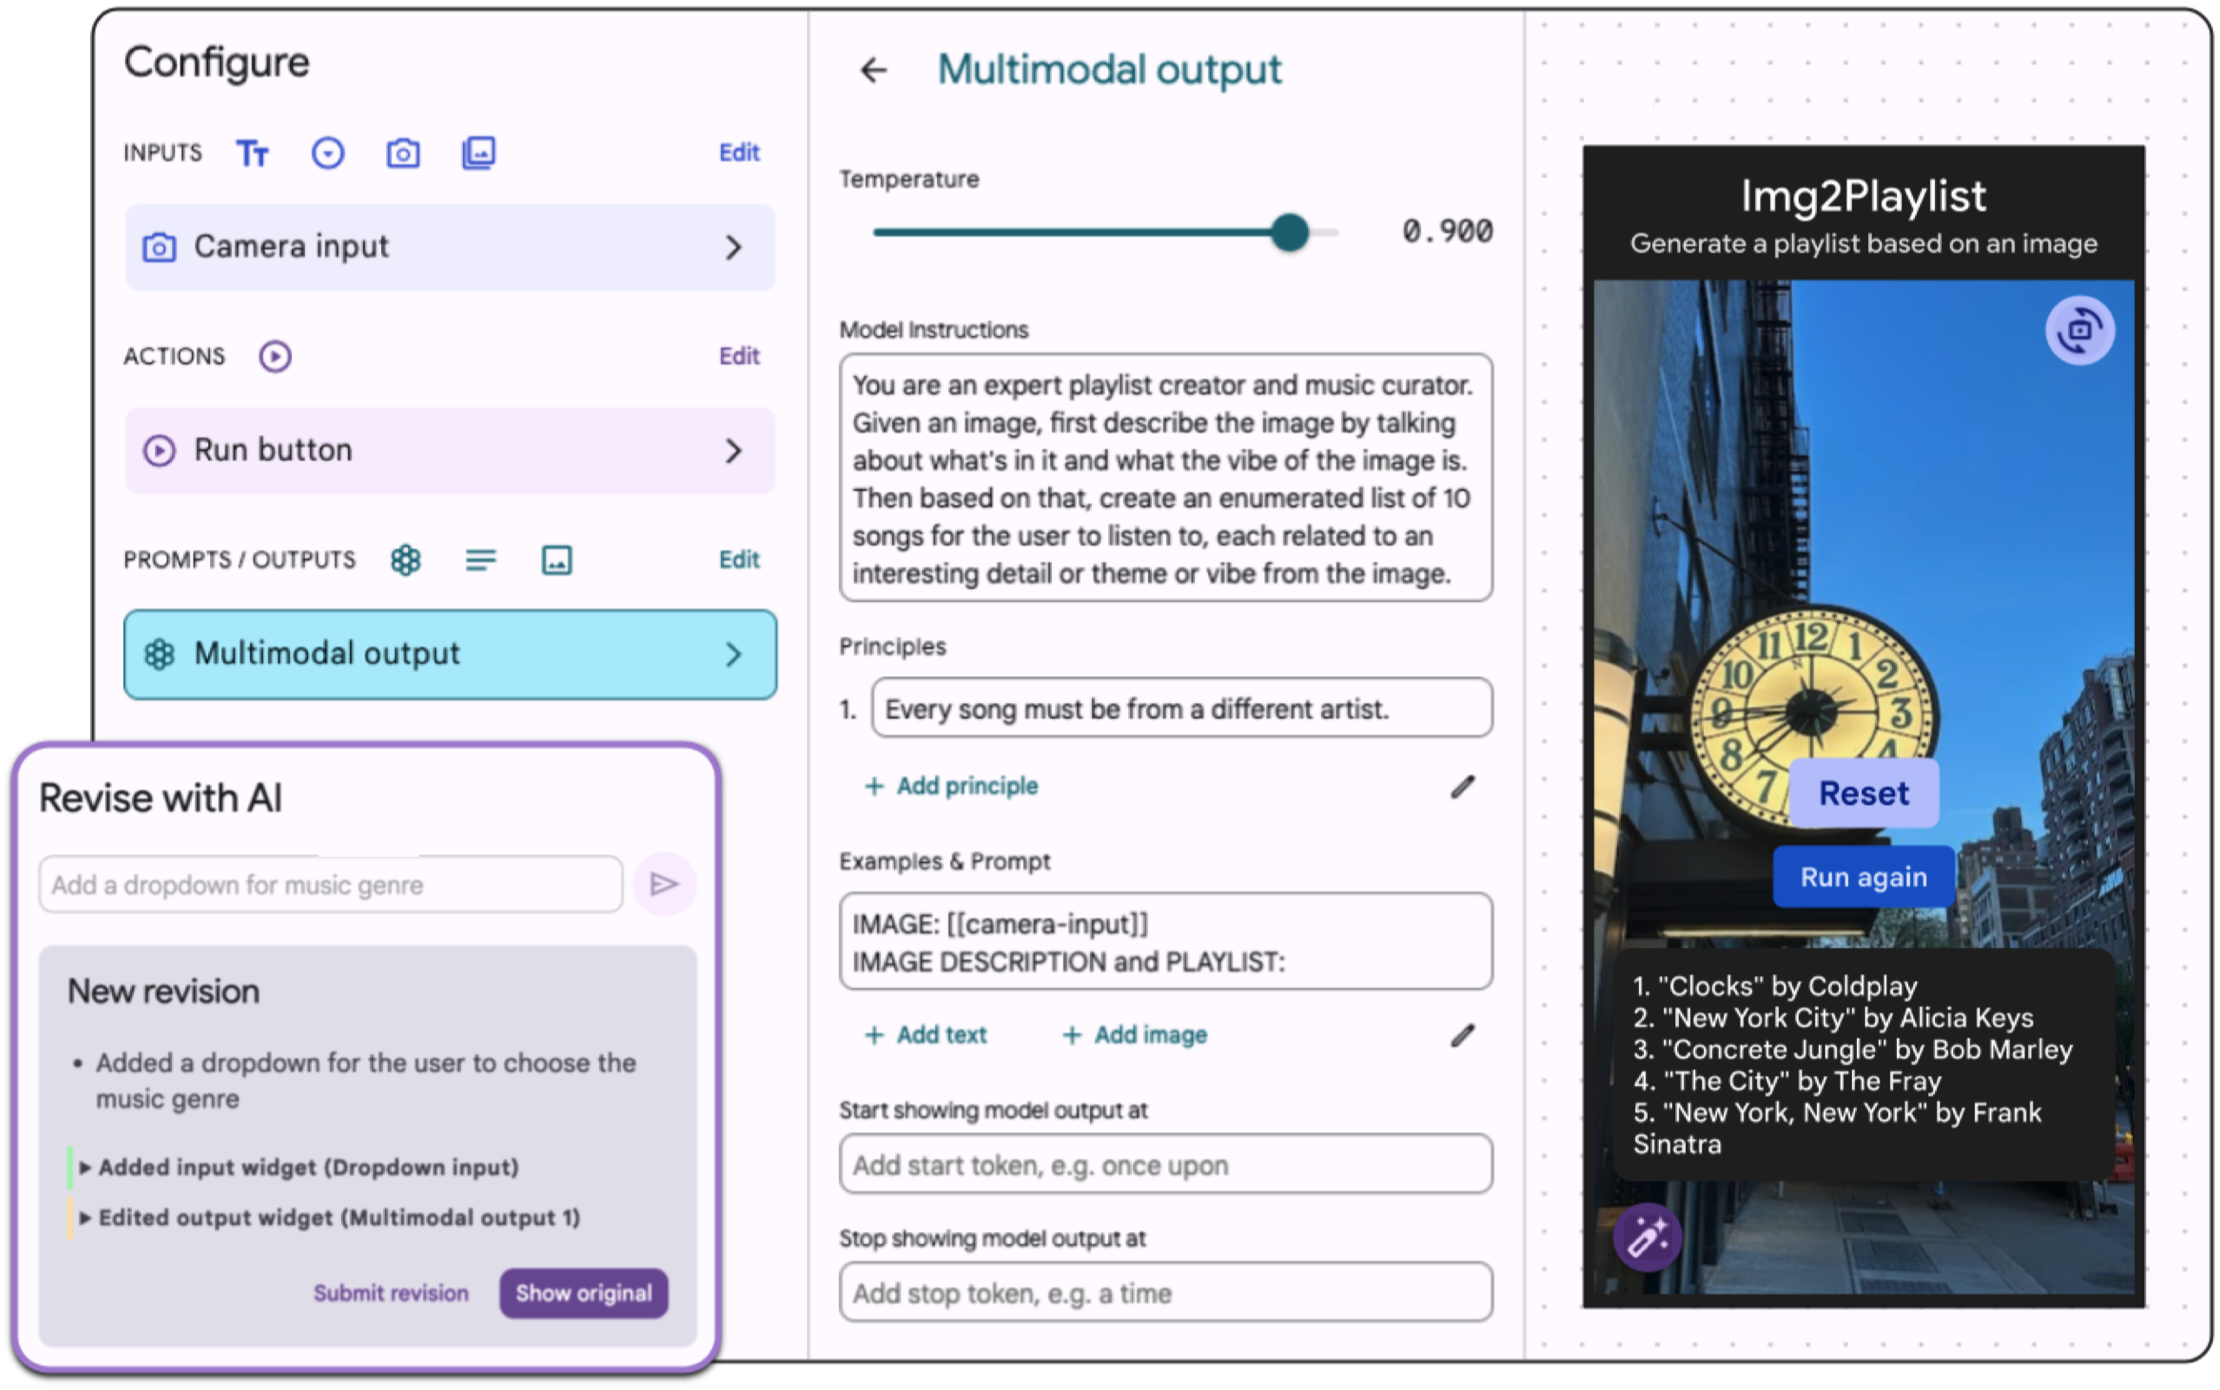 Configure
INPUTS
Edit
Camera input
ACTIONS
Edit
Run button
PROMPTS / OUTPUTS
Edit
Multimodal output
Revise with AI
Add a dropdown for music genre
New revision
• Added a dropdown for the user to choose the
music genre
Added input widget (Dropdown input)
Edited output widget (Multimodal output 1)
Submit revision
Show original
Multimodal output
Temperature
0.900
Model Instructions
You are an expert playlist creator and music curator.
Given an image, first describe the image by talking
about what's in it and what the vibe of the image is.
Then based on that, create an enumerated list of 10
songs for the user to listen to, each related to an
interesting detail or theme or vibe from the image.
Principles
1. Every song must be from a different artist.
+ Add principle
Examples & Prompt
IMAGE: [[camera-input]]
IMAGE DESCRIPTION and PLAYLIST:
+ Add text + Add image
Start showing model output at
Add start token, e.g. once upon
Stop showing model output at
Add stop token, e.g. a time
Img2Playlist
Generate a playlist based on an image
11 12 1
10 2
9 3
8 4
7
Reset
Run again
1. "Clocks" by Coldplay
2. "New York City" by Alicia Keys
3. "Concrete Jungle" by Bob Marley
4. "The City" by The Fray
5. "New York, New York" by Frank
Sinatra